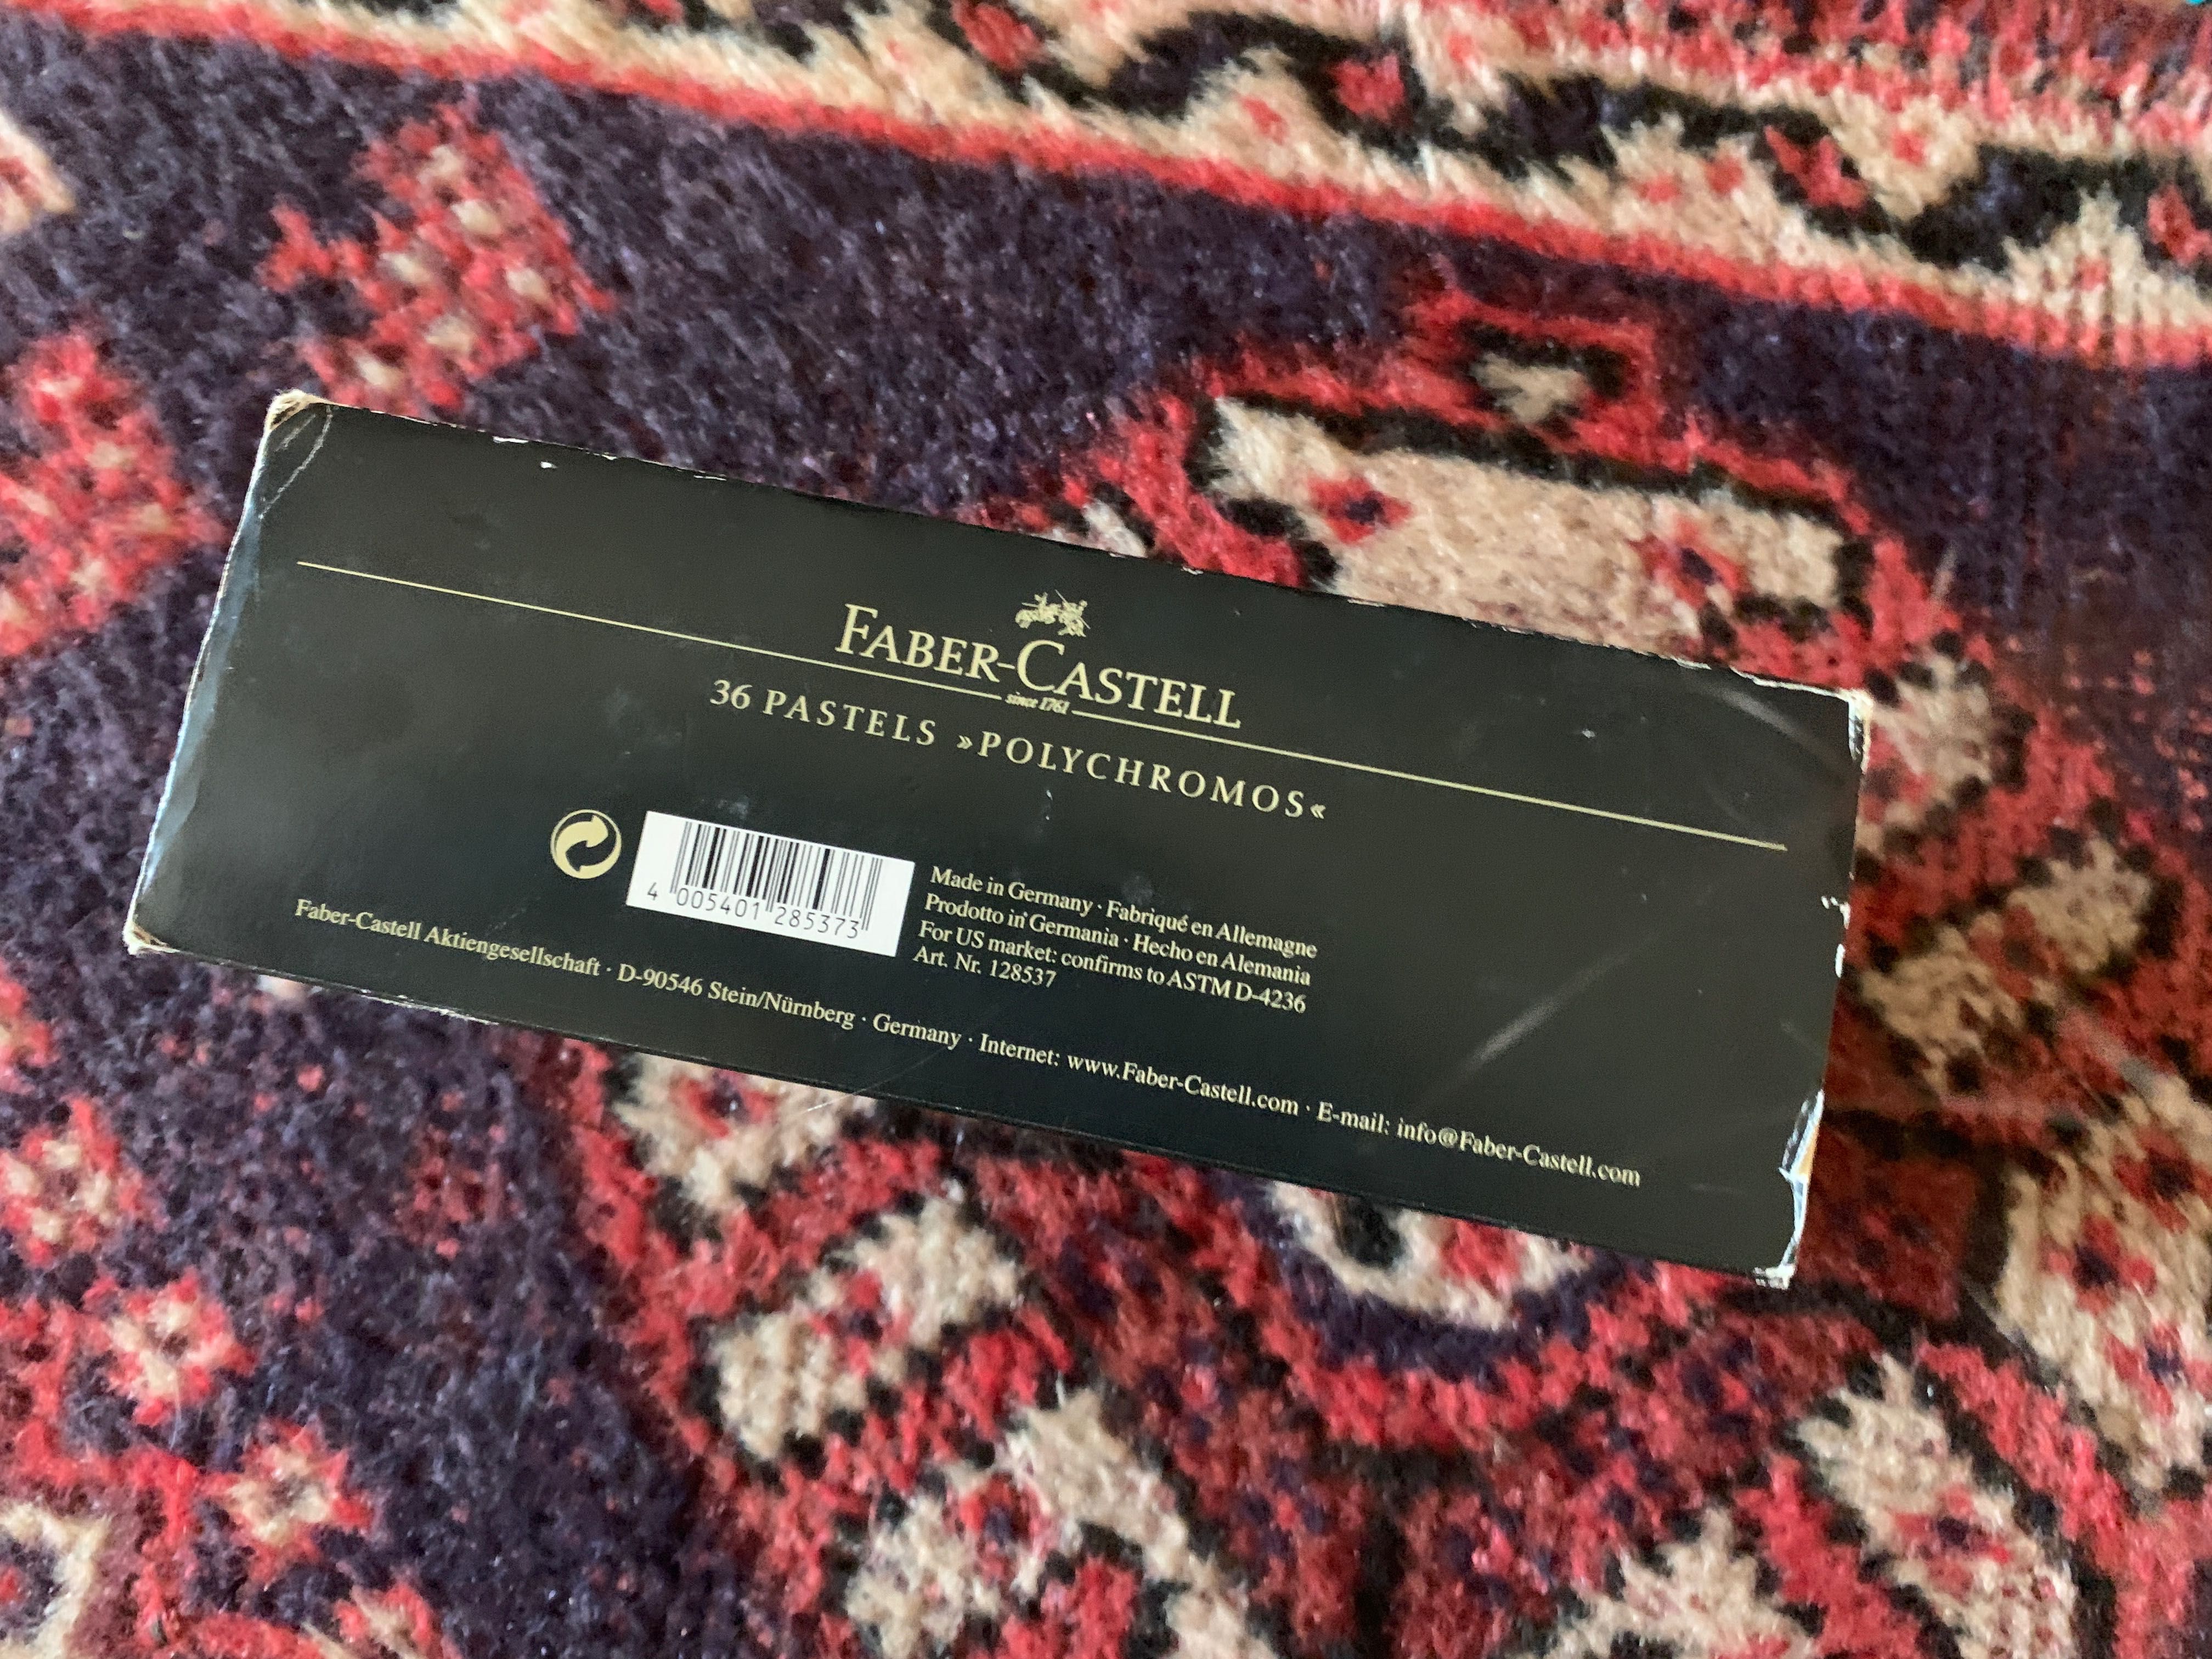 FABER-CASTELL
since 1761
36 PASTELS »POLYCHROMOS«
4 005401 285373
Made in Germany · Fabriqué en Allemagne
Prodotto in Germania · Hecho en Alemania
For US market: confirms to ASTM D-4236
Art. Nr. 128537
Faber-Castell Aktiengesellschaft · D-90546 Stein/Nürnberg · Germany · Internet: www.Faber-Castell.com · E-mail: info@Faber-Castell.com